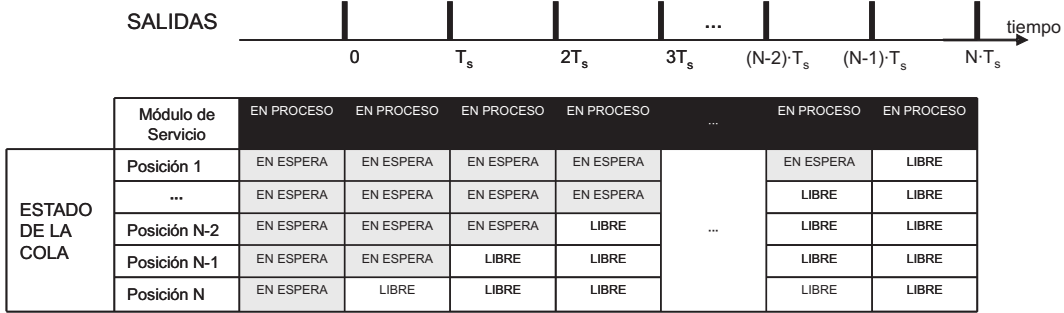 SALIDAS
...
tiempo
0 Ts 2Ts 3Ts (N-2)·Ts (N-1)·Ts N·Ts
Módulo de
Servicio
EN PROCESO EN PROCESO EN PROCESO EN PROCESO ... EN PROCESO EN PROCESO
ESTADO
DE LA
COLA
Posición 1 EN ESPERA EN ESPERA EN ESPERA EN ESPERA EN ESPERA LIBRE
... EN ESPERA EN ESPERA EN ESPERA EN ESPERA LIBRE LIBRE
Posición N-2 EN ESPERA EN ESPERA EN ESPERA LIBRE ... LIBRE LIBRE
Posición N-1 EN ESPERA EN ESPERA LIBRE LIBRE LIBRE LIBRE
Posición N EN ESPERA LIBRE LIBRE LIBRE LIBRE LIBRE